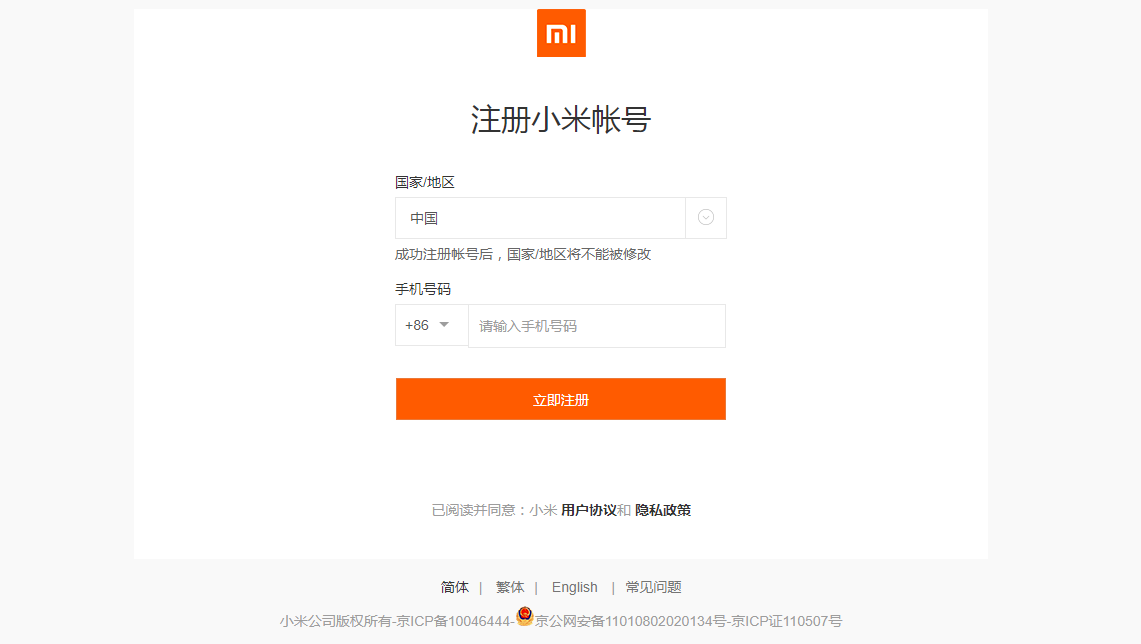 mi
注册小米帐号
国家/地区
中国
成功注册帐号后，国家/地区将不能被修改
手机号码
+86 请输入手机号码
立即注册
已阅读并同意：小米 用户协议和 隐私政策
简体 | 繁体 | English | 常见问题
小米公司版权所有-京ICP备10046444-京公网安备11010802020134号-京ICP证110507号